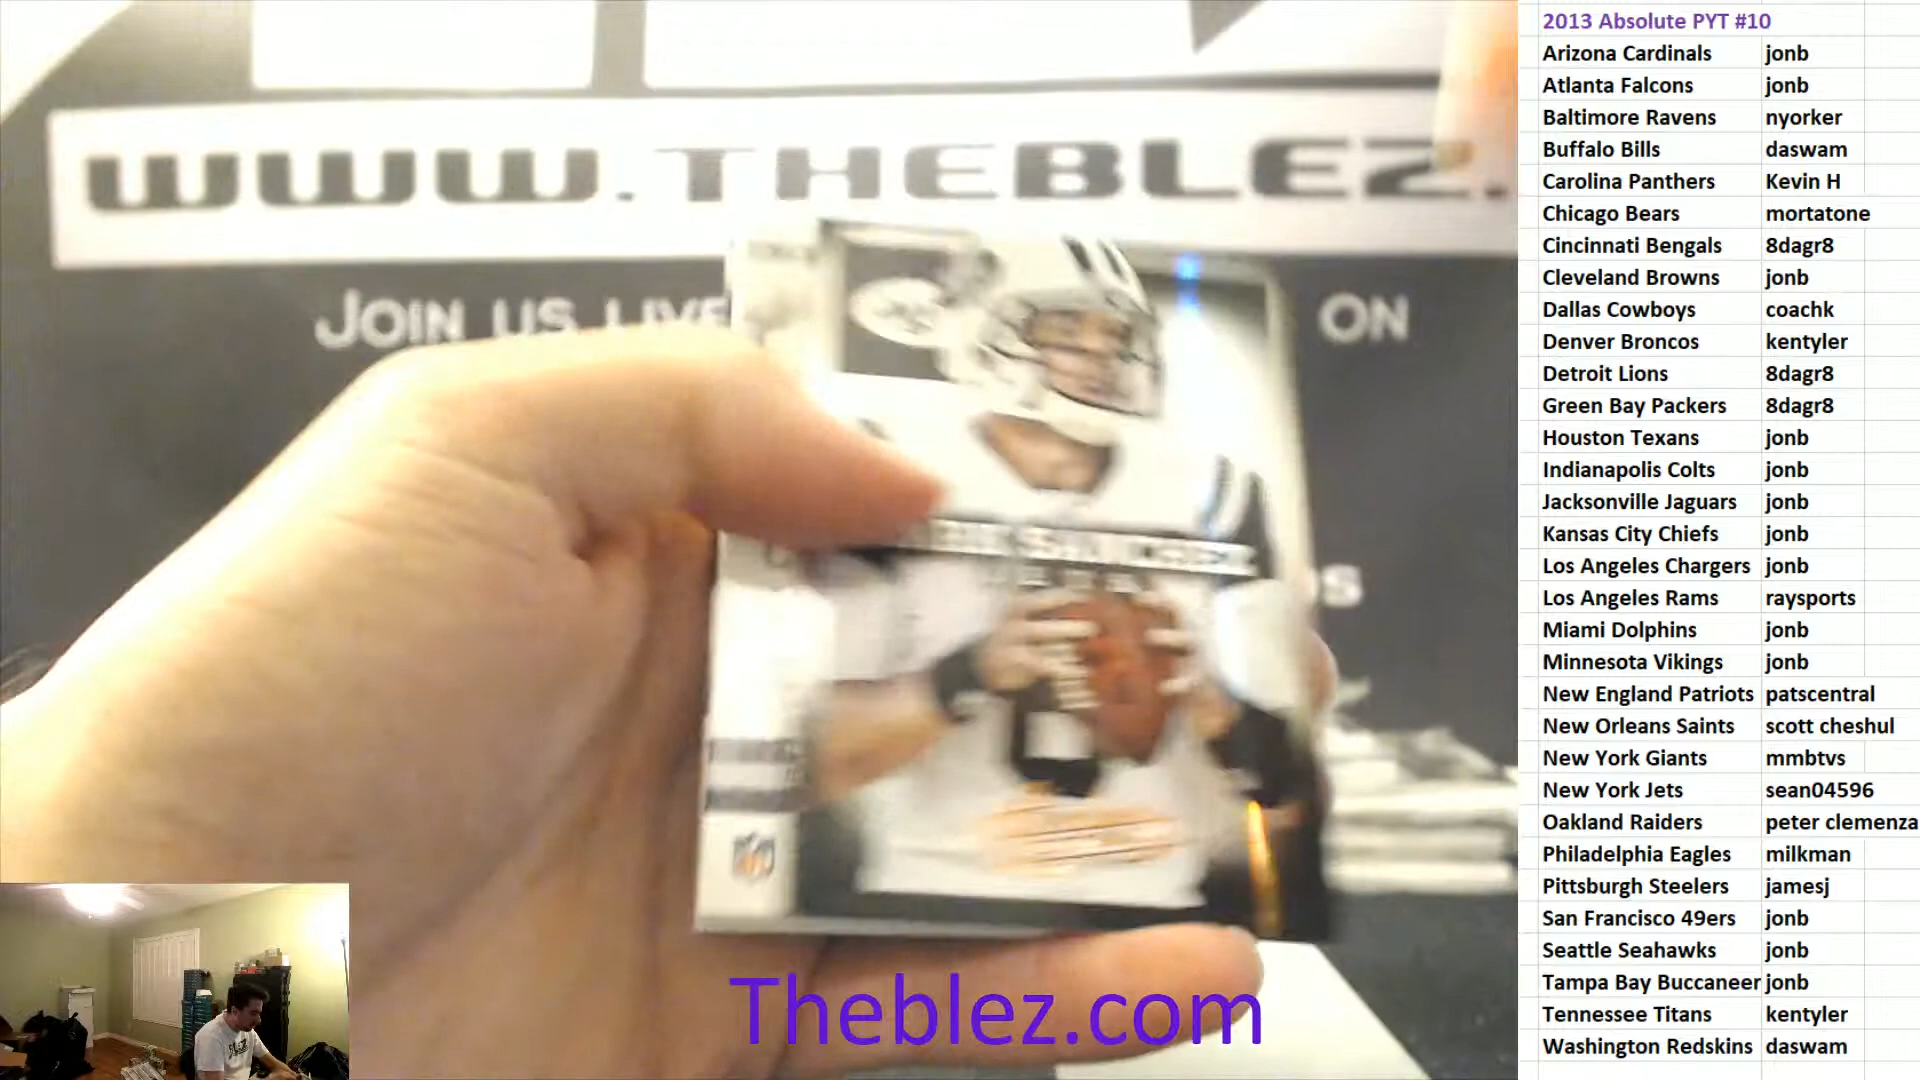 WWW.THEBLEZ.
JOIN US LIVE ON
S
SANCHEZ
Theblez.com
2013 Absolute PYT #10
Arizona Cardinals jonb
Atlanta Falcons jonb
Baltimore Ravens nyorker
Buffalo Bills daswam
Carolina Panthers Kevin H
Chicago Bears mortatone
Cincinnati Bengals 8dagr8
Cleveland Browns jonb
Dallas Cowboys coachk
Denver Broncos kentyler
Detroit Lions 8dagr8
Green Bay Packers 8dagr8
Houston Texans jonb
Indianapolis Colts jonb
Jacksonville Jaguars jonb
Kansas City Chiefs jonb
Los Angeles Chargers jonb
Los Angeles Rams raysports
Miami Dolphins jonb
Minnesota Vikings jonb
New England Patriots patscentral
New Orleans Saints scott cheshul
New York Giants mmbtvs
New York Jets sean04596
Oakland Raiders peter clemenza
Philadelphia Eagles milkman
Pittsburgh Steelers jamesj
San Francisco 49ers jonb
Seattle Seahawks jonb
Tampa Bay Buccaneer jonb
Tennessee Titans kentyler
Washington Redskins daswam